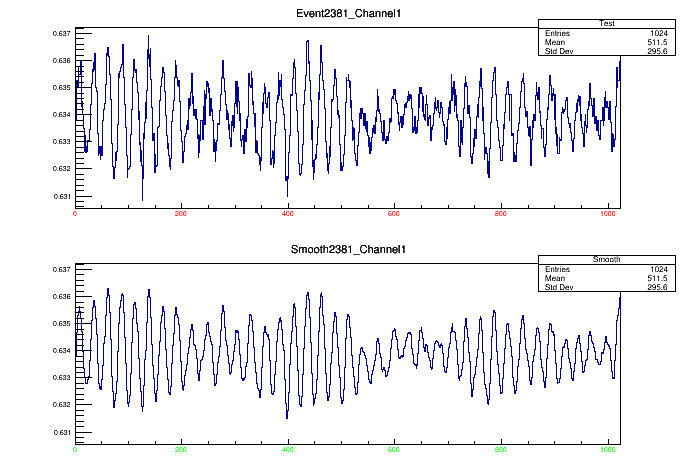 Event2381_Channel1
Test
Entries 1024
Mean 511.5
Std Dev 295.6
0.637
0.636
0.635
0.634
0.633
0.632
0.631
0 200 400 600 800 1000
Smooth2381_Channel1
Smooth
Entries 1024
Mean 511.5
Std Dev 295.6
0.637
0.636
0.635
0.634
0.633
0.632
0.631
0 200 400 600 800 1000